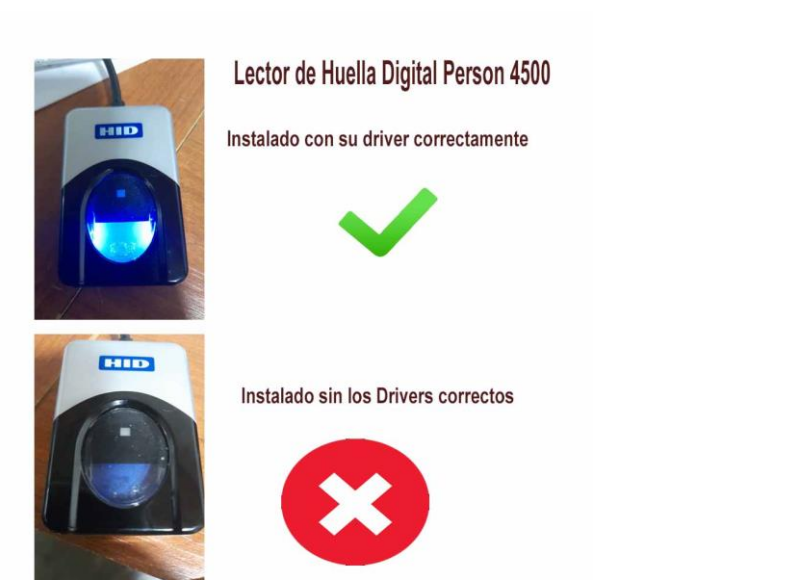 HID
Lector de Huella Digital Person 4500
Instalado con su driver correctamente
HID
Instalado sin los Drivers correctos